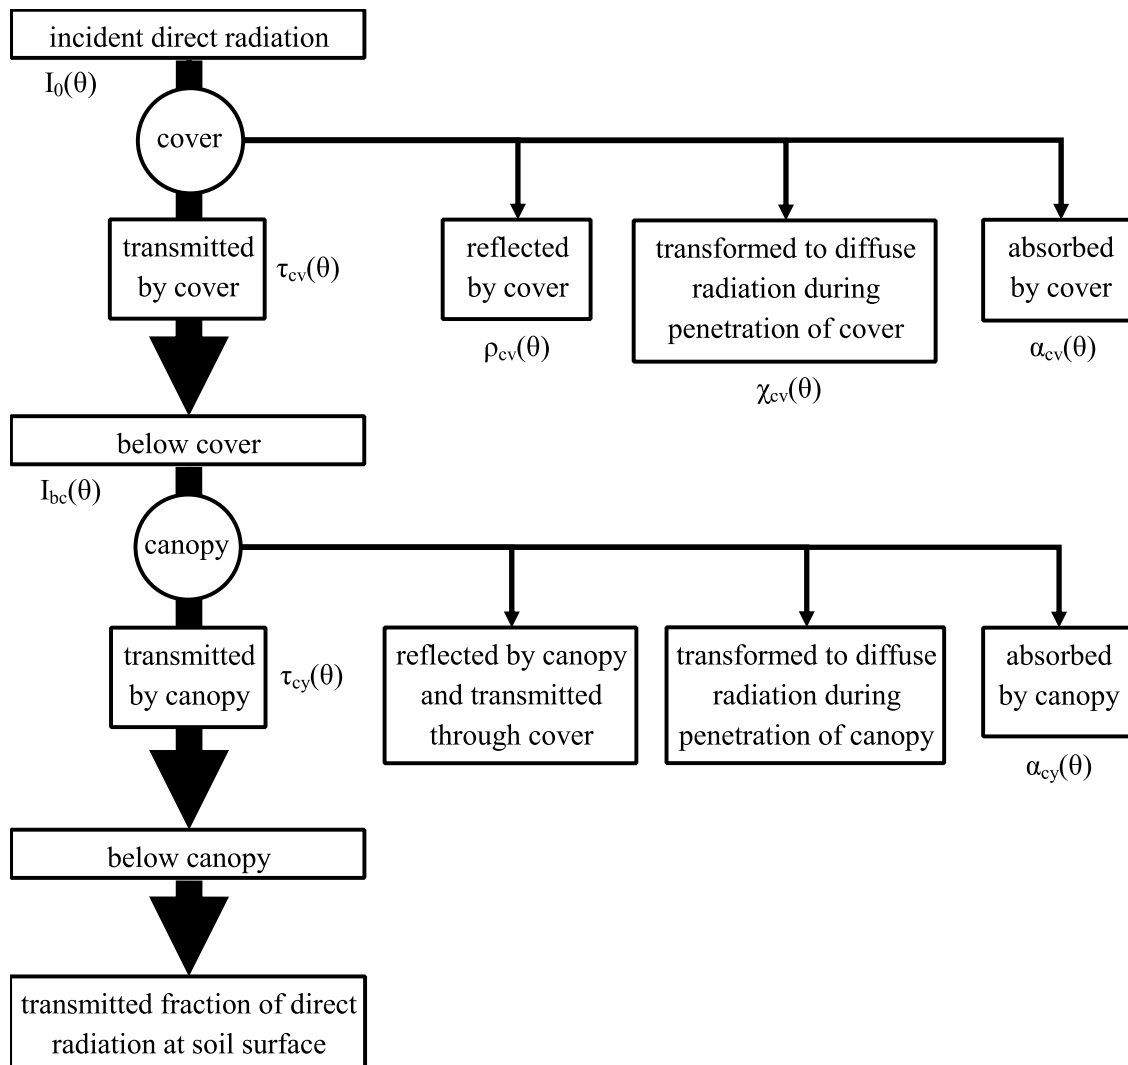 incident direct radiation
I₀(θ)
cover
transmitted
by cover
τcv(θ)
reflected
by cover
ρcv(θ)
transformed to diffuse
radiation during
penetration of cover
χcv(θ)
absorbed
by cover
αcv(θ)
below cover
Ibc(θ)
canopy
transmitted
by canopy
τcy(θ)
reflected by canopy
and transmitted
through cover
transformed to diffuse
radiation during
penetration of canopy
absorbed
by canopy
αcy(θ)
below canopy
transmitted fraction of direct
radiation at soil surface